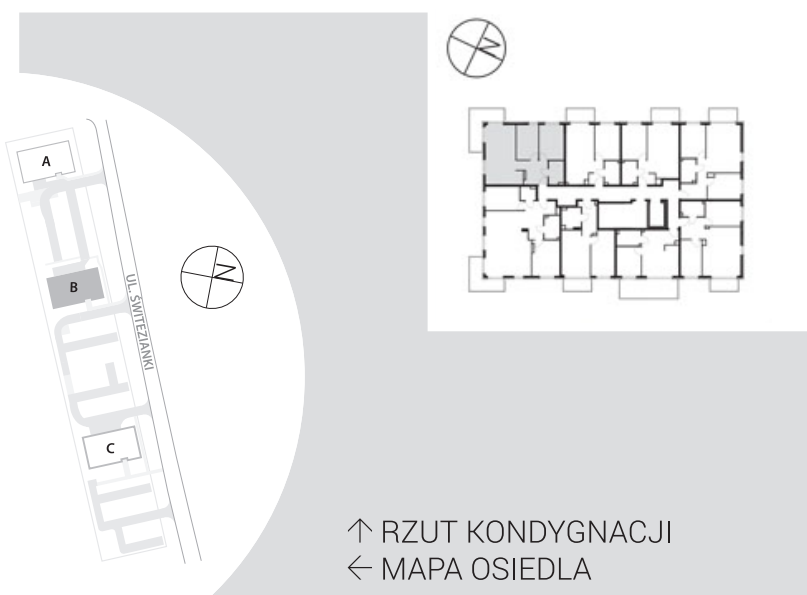 N
A
B
N
UL. ŚWITEZIANKI
C
↑ RZUT KONDYGNACJI
← MAPA OSIEDLA